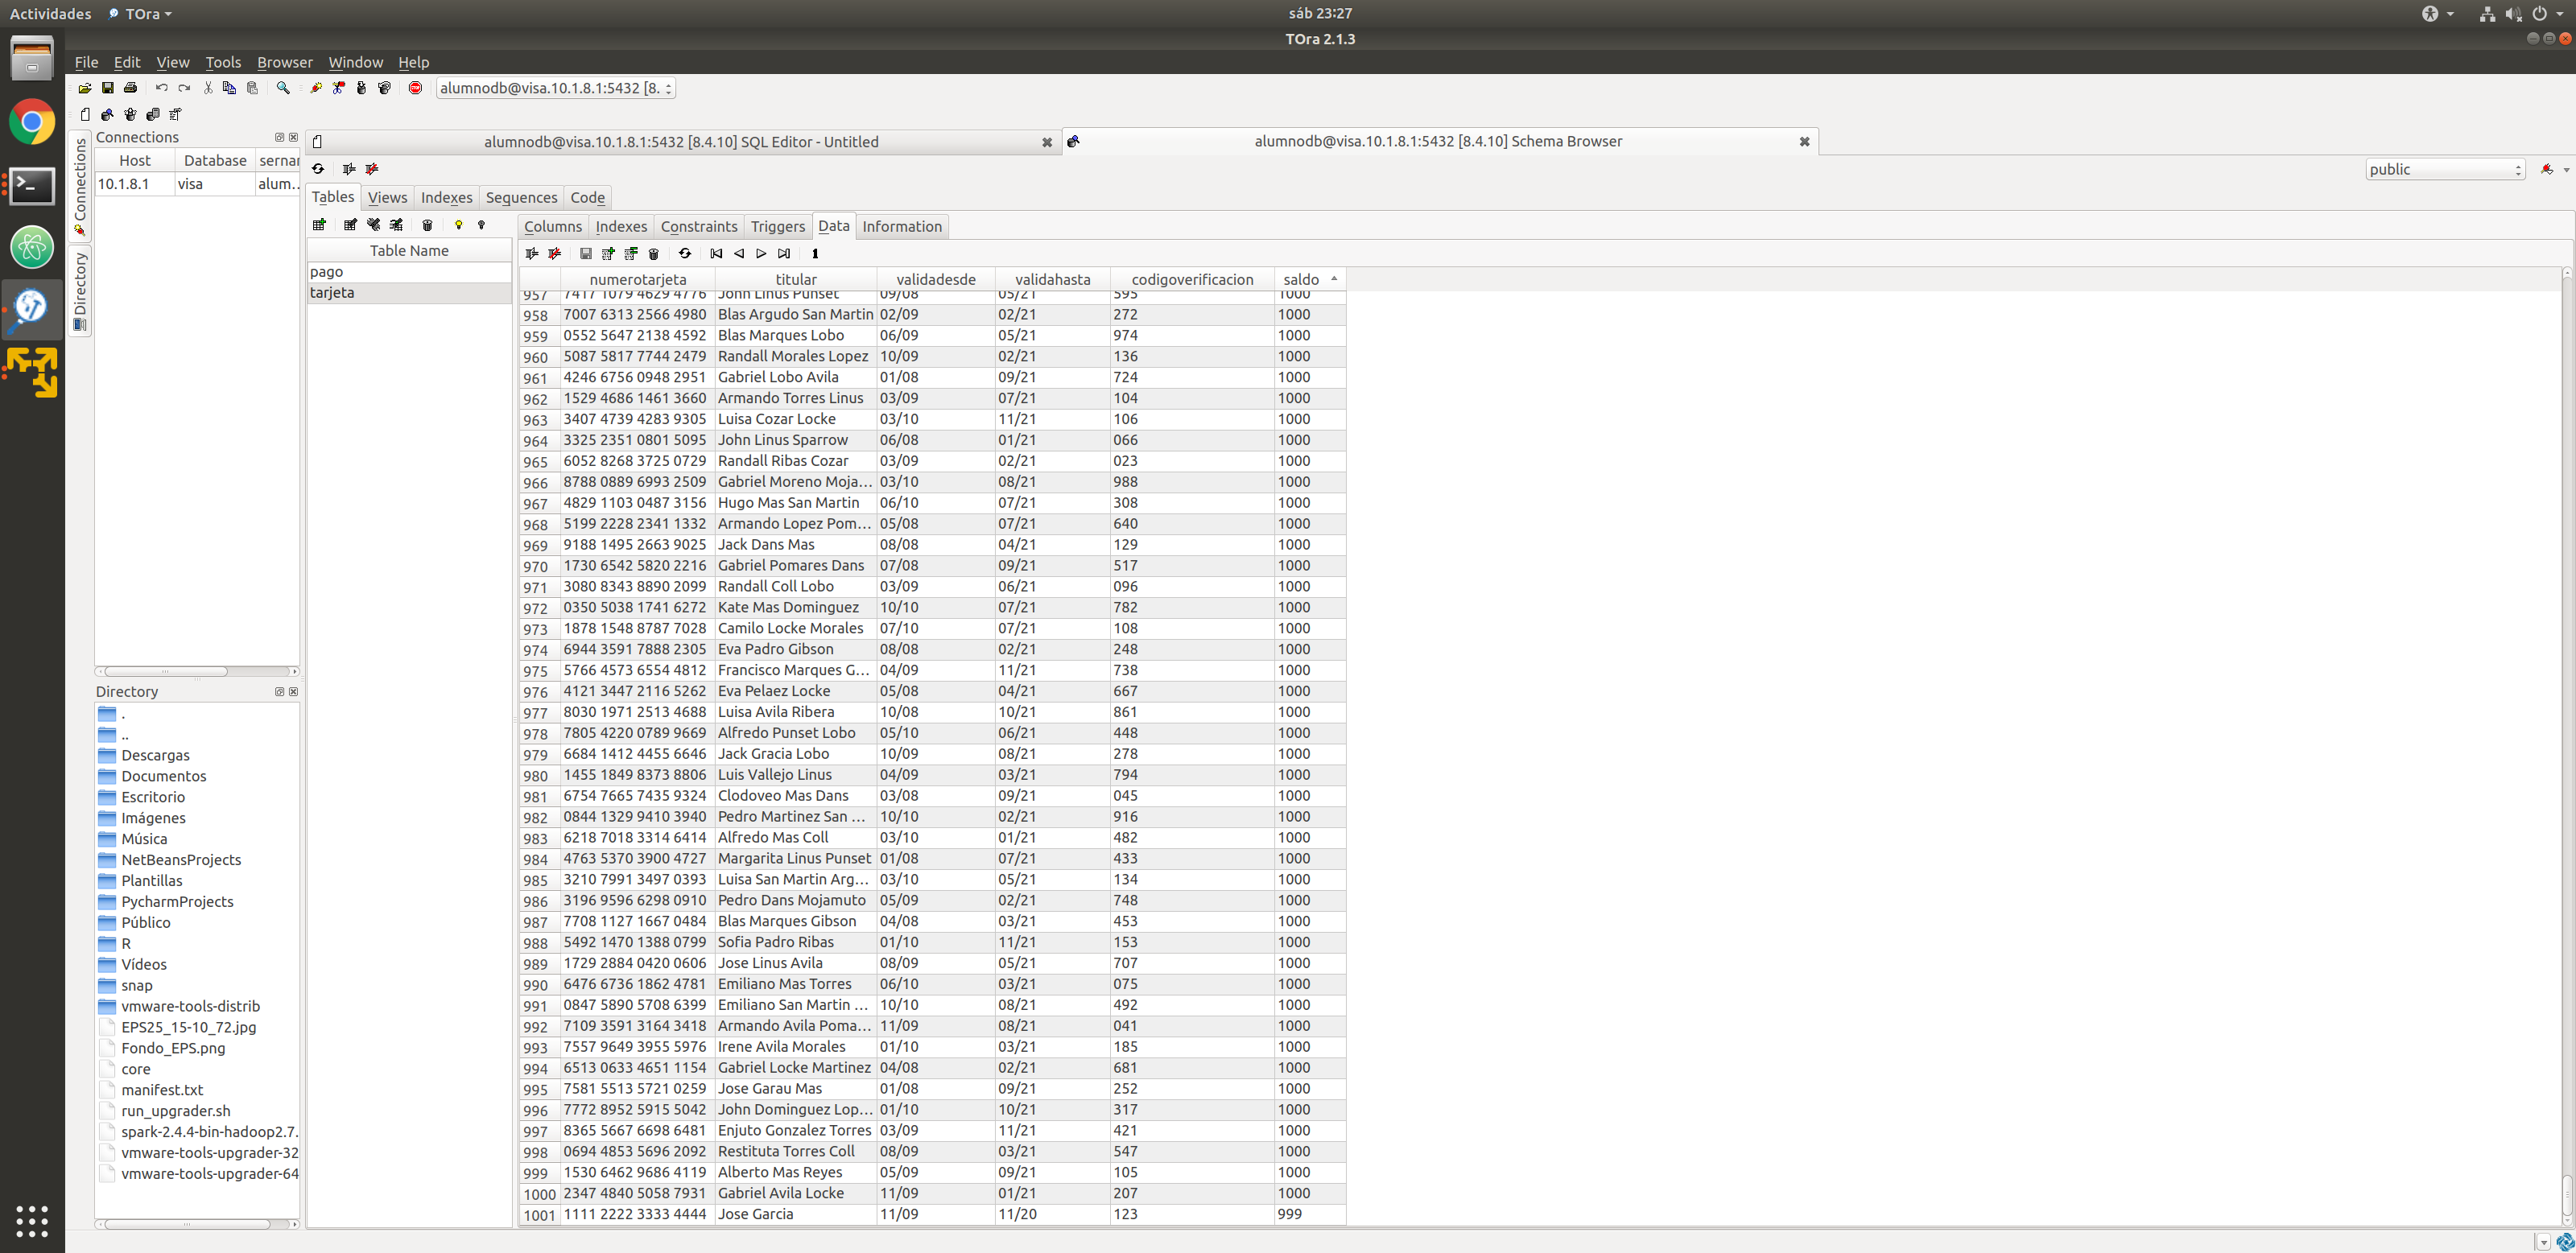 Actividades TOra sáb 23:27
TOra 2.1.3
File Edit View Tools Browser Window Help
alumnodb@visa.10.1.8.1:5432 [8.
Connections
Host Database sernar
10.1.8.1 visa alum...
Connections
Directory
alumnodb@visa.10.1.8.1:5432 [8.4.10] SQL Editor - Untitled
alumnodb@visa.10.1.8.1:5432 [8.4.10] Schema Browser
public
Tables Views Indexes Sequences Code
Table Name
pago
tarjeta
Columns Indexes Constraints Triggers Data Information
numerotarjeta titular validadesde validahasta codigoverificacion saldo
957 7417 1079 4629 4776 John Linus Punset 09/08 05/21 595 1000
958 7007 6313 2566 4980 Blas Argudo San Martin 02/09 02/21 272 1000
959 0552 5647 2138 4592 Blas Marques Lobo 06/09 05/21 974 1000
960 5087 5817 7744 2479 Randall Morales Lopez 10/09 02/21 136 1000
961 4246 6756 0948 2951 Gabriel Lobo Avila 01/08 09/21 724 1000
962 1529 4686 1461 3660 Armando Torres Linus 03/09 07/21 104 1000
963 3407 4739 4283 9305 Luisa Cozar Locke 03/10 11/21 106 1000
964 3325 2351 0801 5095 John Linus Sparrow 06/08 01/21 066 1000
965 6052 8268 3725 0729 Randall Ribas Cozar 03/09 02/21 023 1000
966 8788 0889 6993 2509 Gabriel Moreno Moja... 03/10 08/21 988 1000
967 4829 1103 0487 3156 Hugo Mas San Martin 06/10 07/21 308 1000
968 5199 2228 2341 1332 Armando Lopez Pom... 05/08 07/21 640 1000
969 9188 1495 2663 9025 Jack Dans Mas 08/08 04/21 129 1000
970 1730 6542 5820 2216 Gabriel Pomares Dans 07/08 09/21 517 1000
971 3080 8343 8890 2099 Randall Coll Lobo 03/09 06/21 096 1000
972 0350 5038 1741 6272 Kate Mas Dominguez 10/10 07/21 782 1000
973 1878 1548 8787 7028 Camilo Locke Morales 07/10 07/21 108 1000
974 6944 3591 7888 2305 Eva Padro Gibson 08/08 02/21 248 1000
975 5766 4573 6554 4812 Francisco Marques G... 04/09 11/21 738 1000
976 4121 3447 2116 5262 Eva Pelaez Locke 05/08 04/21 667 1000
977 8030 1971 2513 4688 Luisa Avila Ribera 10/08 10/21 861 1000
978 7805 4220 0789 9669 Alfredo Punset Lobo 05/10 06/21 448 1000
979 6684 1412 4455 6646 Jack Gracia Lobo 10/09 08/21 278 1000
980 1455 1849 8373 8806 Luis Vallejo Linus 04/09 03/21 794 1000
981 6754 7665 7435 9324 Clodoveo Mas Dans 03/08 09/21 045 1000
982 0844 1329 9410 3940 Pedro Martinez San ... 10/10 02/21 916 1000
983 6218 7018 3314 6414 Alfredo Mas Coll 03/10 01/21 482 1000
984 4763 5370 3900 4727 Margarita Linus Punset 01/08 07/21 433 1000
985 3210 7991 3497 0393 Luisa San Martin Arg... 03/10 05/21 134 1000
986 3196 9596 6298 0910 Pedro Dans Mojamuto 05/09 02/21 748 1000
987 7708 1127 1667 0484 Blas Marques Gibson 04/08 03/21 453 1000
988 5492 1470 1388 0799 Sofia Padro Ribas 01/10 11/21 153 1000
989 1729 2884 0420 0606 Jose Linus Avila 08/09 05/21 707 1000
990 6476 6736 1862 4781 Emiliano Mas Torres 06/10 03/21 075 1000
991 0847 5890 5708 6399 Emiliano San Martin ... 10/10 08/21 492 1000
992 7109 3591 3164 3418 Armando Avila Poma... 11/09 08/21 041 1000
993 7557 9649 3955 5976 Irene Avila Morales 01/10 03/21 185 1000
994 6513 0633 4651 1154 Gabriel Locke Martinez 04/08 02/21 681 1000
995 7581 5513 5721 0259 Jose Garau Mas 01/08 09/21 252 1000
996 7772 8952 5915 5042 John Dominguez Lop... 01/10 10/21 317 1000
997 8365 5667 6698 6481 Enjuto Gonzalez Torres 03/09 11/21 421 1000
998 0694 4853 5696 2092 Restituta Torres Coll 08/09 03/21 547 1000
999 1530 6462 9686 4119 Alberto Mas Reyes 05/09 09/21 105 1000
1000 2347 4840 5058 7931 Gabriel Avila Locke 11/09 01/21 207 1000
1001 1111 2222 3333 4444 Jose Garcia 11/09 11/20 123 999
Directory
.
..
Descargas
Documentos
Escritorio
Imágenes
Música
NetBeansProjects
Plantillas
PycharmProjects
Público
R
Vídeos
snap
vmware-tools-distrib
EPS25_15-10_72.jpg
Fondo_EPS.png
core
manifest.txt
run_upgrader.sh
spark-2.4.4-bin-hadoop2.7.
vmware-tools-upgrader-32
vmware-tools-upgrader-64